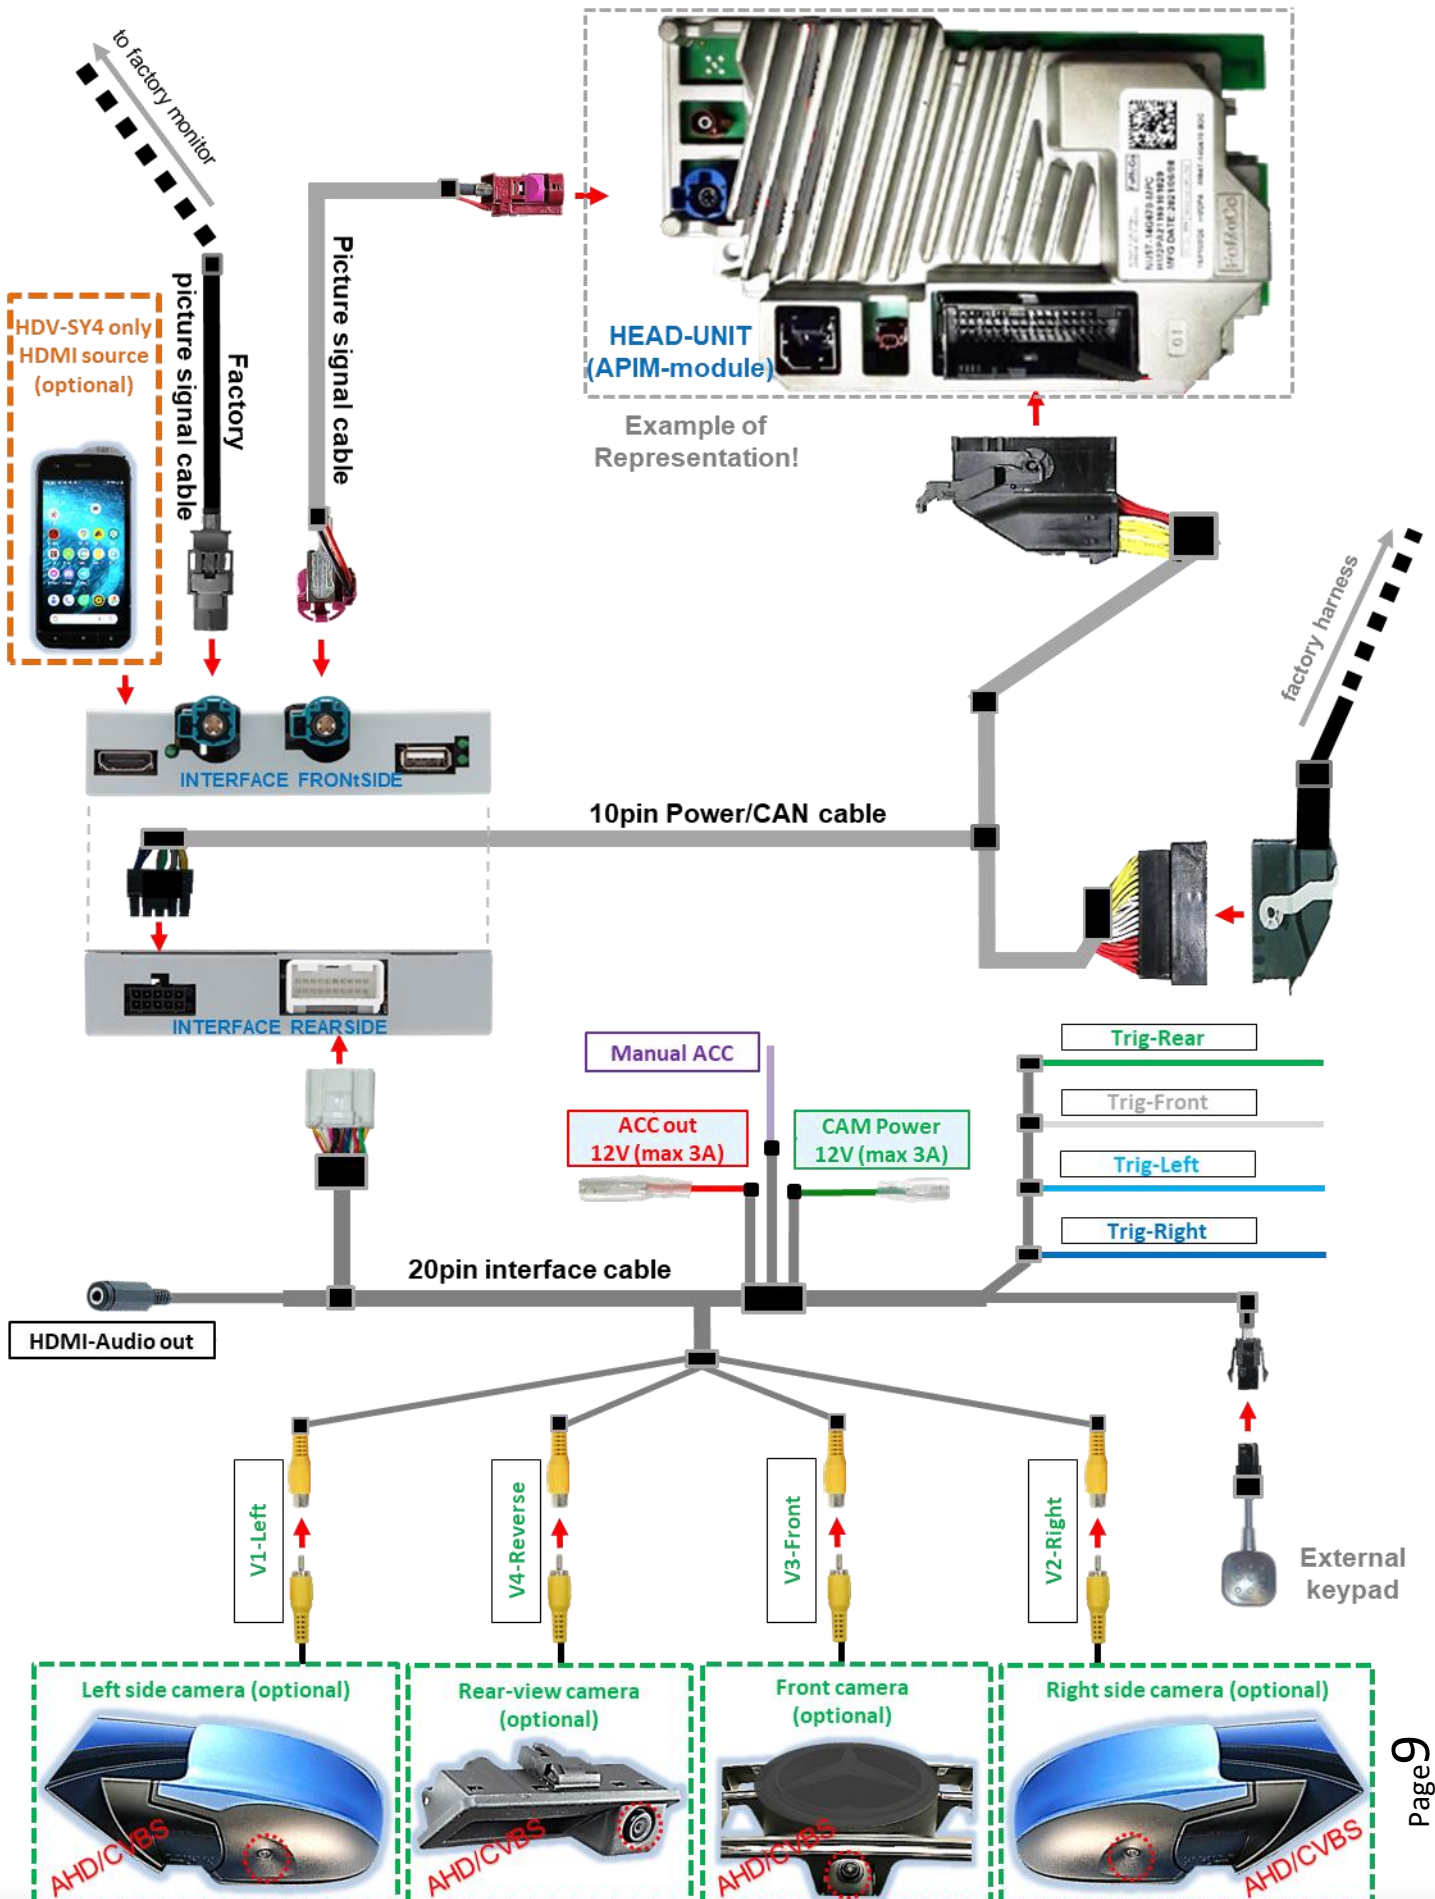 to factory monitor
Picture signal cable
Factory
picture signal cable
HDV-SY4 only
HDMI source
(optional)
HEAD-UNIT
(APIM-module)
Example of
Representation!
FoMoCo
factory harness
INTERFACE FRONtSIDE
10pin Power/CAN cable
INTERFACE REARSIDE
Manual ACC
ACC out
12V (max 3A)
CAM Power
12V (max 3A)
Trig-Rear
Trig-Front
Trig-Left
Trig-Right
20pin interface cable
HDMI-Audio out
V1-Left
V4-Reverse
V3-Front
V2-Right
External
keypad
Left side camera (optional)
AHD/CVBS
Rear-view camera
(optional)
AHD/CVBS
Front camera
(optional)
AHD/CVBS
Right side camera (optional)
AHD/CVBS
Page 9